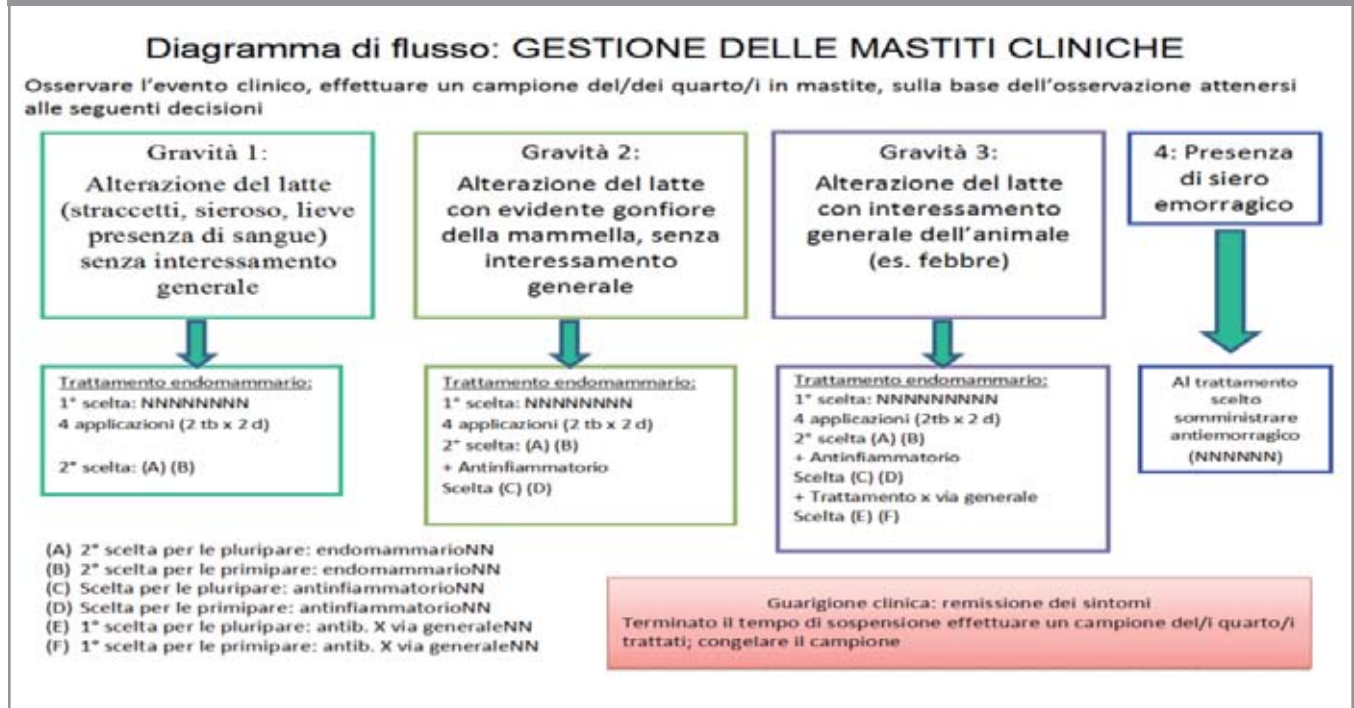 Diagramma di flusso: GESTIONE DELLE MASTITI CLINICHE
Osservare l'evento clinico, effettuare un campione del/dei quarto/i in mastite, sulla base dell'osservazione attenersi
alle seguenti decisioni
Gravità 1:
Alterazione del latte
(straccetti, sieroso, lieve
presenza di sangue)
senza interessamento
generale
Gravità 2:
Alterazione del latte
con evidente gonfiore
della mammella, senza
interessamento
generale
Gravità 3:
Alterazione del latte
con interessamento
generale dell'animale
(es. febbre)
4: Presenza
di siero
emorragico
Trattamento endomammario:
1° scelta: NNNNNNNN
4 applicazioni (2 tb x 2 d)
2° scelta: (A) (B)
Trattamento endomammario:
1° scelta: NNNNNNNN
4 applicazioni (2 tb x 2 d)
2° scelta: (A) (B)
+ Antinfiammatorio
Scelta (C) (D)
Trattamento endomammario:
1° scelta: NNNNNNNNN
4 applicazioni (2tb x 2 d)
2° scelta (A) (B)
+ Antinfiammatorio
Scelta (C) (D)
+ Trattamento x via generale
Scelta (E) (F)
Al trattamento
scelto
somministrare
antiemorragico
(NNNNNN)
(A) 2° scelta per le pluripare: endomammarioNN
(B) 2° scelta per le primipare: endomammarioNN
(C) Scelta per le pluripare: antinfiammatorioNN
(D) Scelta per le primipare: antinfiammatorioNN
(E) 1° scelta per le pluripare: antib. X via generaleNN
(F) 1° scelta per le primipare: antib. X via generaleNN
Guarigione clinica: remissione dei sintomi
Terminato il tempo di sospensione effettuare un campione del/i quarto/i
trattati; congelare il campione